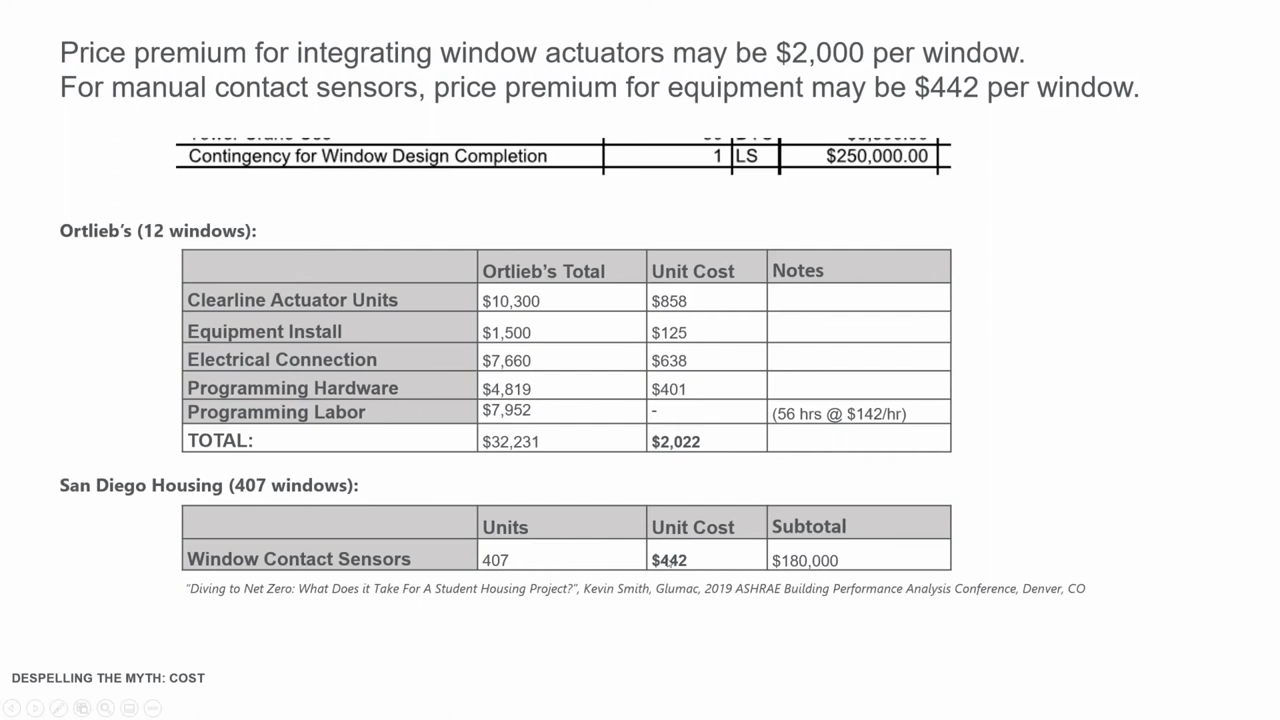 Price premium for integrating window actuators may be $2,000 per window.
For manual contact sensors, price premium for equipment may be $442 per window.
Contingency for Window Design Completion 1 LS $250,000.00
Ortlieb’s (12 windows):
Ortlieb’s Total Unit Cost Notes
Clearline Actuator Units $10,300 $858
Equipment Install $1,500 $125
Electrical Connection $7,660 $638
Programming Hardware $4,819 $401
Programming Labor $7,952 - (56 hrs @ $142/hr)
TOTAL: $32,231 $2,022
San Diego Housing (407 windows):
Units Unit Cost Subtotal
Window Contact Sensors 407 $442 $180,000
"Diving to Net Zero: What Does it Take For A Student Housing Project?", Kevin Smith, Glumac, 2019 ASHRAE Building Performance Analysis Conference, Denver, CO
DESPELLING THE MYTH: COST